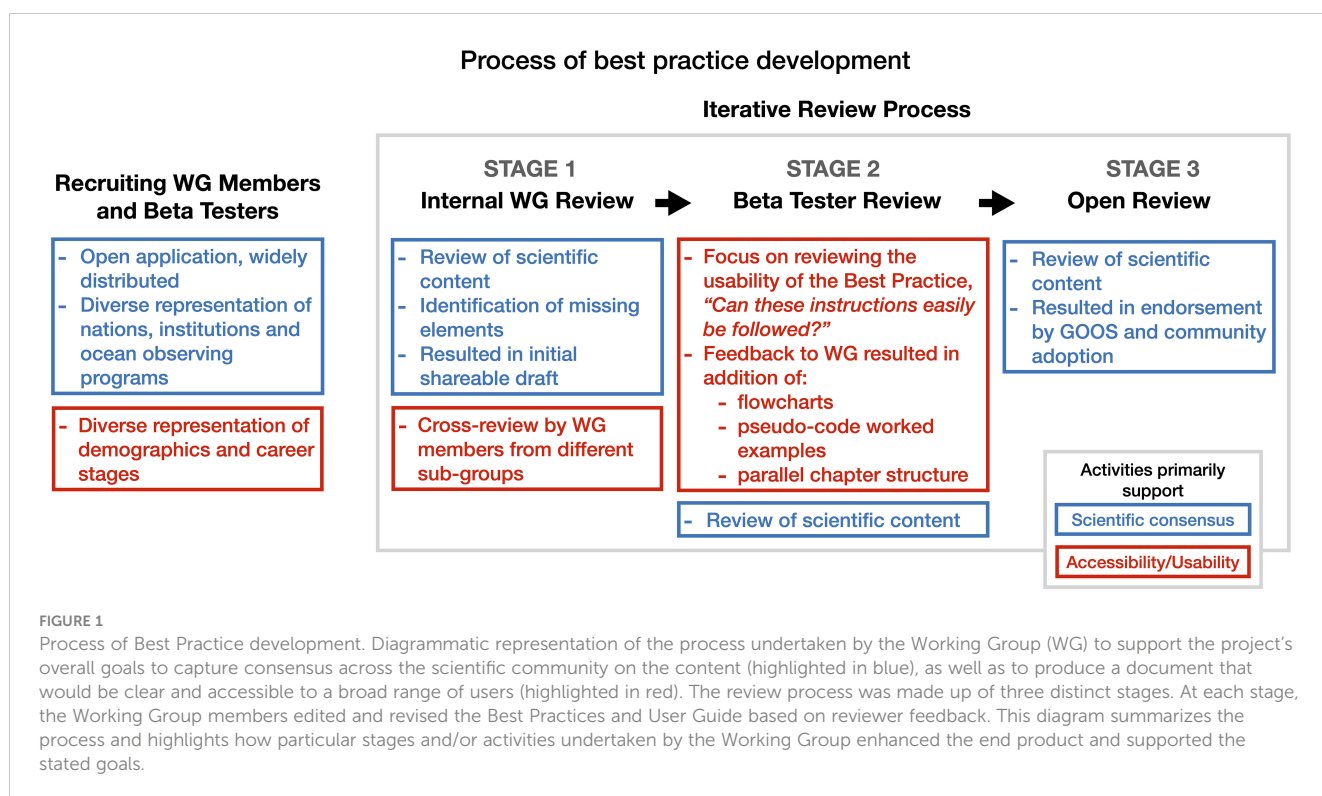 Process of best practice development
Iterative Review Process
Recruiting WG Members
and Beta Testers
- Open application, widely
distributed
- Diverse representation of
nations, institutions and
ocean observing
programs
- Diverse representation of
demographics and career
stages
STAGE 1
Internal WG Review
- Review of scientific
content
- Identification of missing
elements
- Resulted in initial
shareable draft
- Cross-review by WG
members from different
sub-groups
STAGE 2
Beta Tester Review
- Focus on reviewing the
usability of the Best Practice,
“Can these instructions easily
be followed?”
- Feedback to WG resulted in
addition of:
- flowcharts
- pseudo-code worked
examples
- parallel chapter structure
- Review of scientific content
STAGE 3
Open Review
- Review of scientific
content
- Resulted in endorsement
by GOOS and community
adoption
Activities primarily
support
Scientific consensus
Accessibility/Usability
FIGURE 1
Process of Best Practice development. Diagrammatic representation of the process undertaken by the Working Group (WG) to support the project’s
overall goals to capture consensus across the scientific community on the content (highlighted in blue), as well as to produce a document that
would be clear and accessible to a broad range of users (highlighted in red). The review process was made up of three distinct stages. At each stage,
the Working Group members edited and revised the Best Practices and User Guide based on reviewer feedback. This diagram summarizes the
process and highlights how particular stages and/or activities undertaken by the Working Group enhanced the end product and supported the
stated goals.